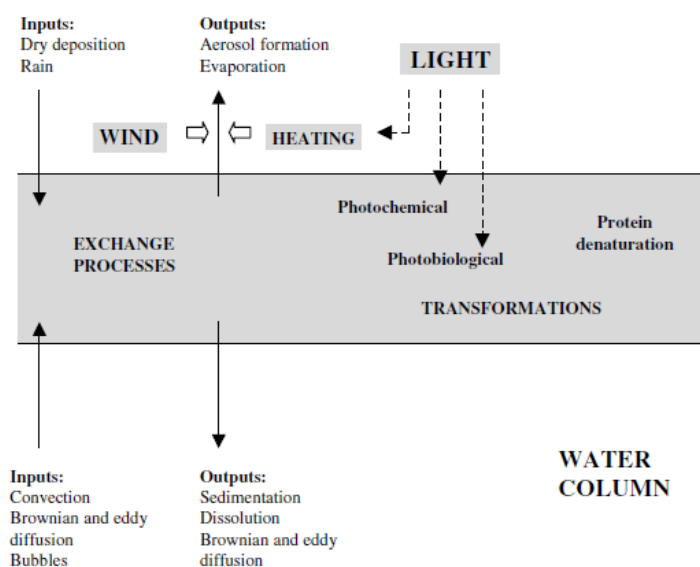 Inputs:
Dry deposition
Rain
Outputs:
Aerosol formation
Evaporation
LIGHT
WIND
HEATING
Photochemical
Protein
denaturation
EXCHANGE
PROCESSES
Photobiological
TRANSFORMATIONS
WATER
COLUMN
Inputs:
Convection
Brownian and eddy
diffusion
Bubbles
Outputs:
Sedimentation
Dissolution
Brownian and eddy
diffusion